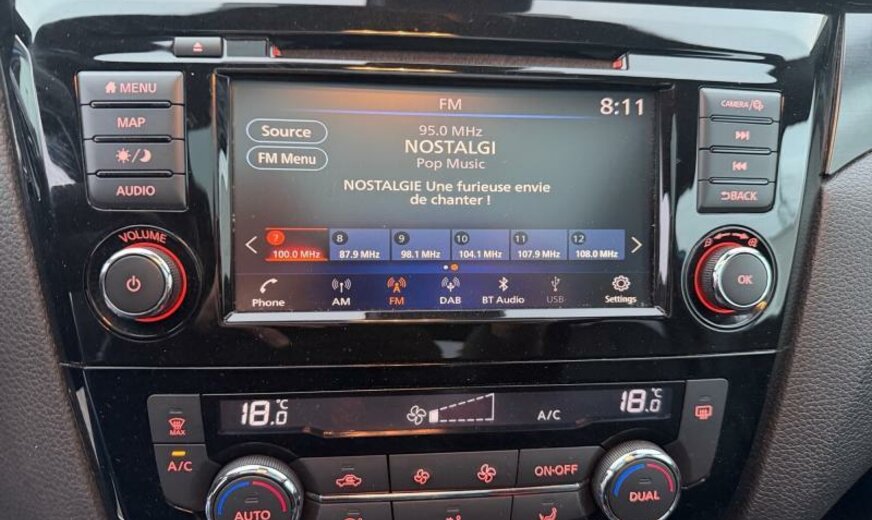 MENU
MAP
AUDIO
VOLUME
FM
8:11
Source
FM Menu
95.0 MHz
NOSTALGI
Pop Music
NOSTALGIE Une furieuse envie
de chanter !
7
100.0 MHz
8
87.9 MHz
9
98.1 MHz
10
104.1 MHz
11
107.9 MHz
12
108.0 MHz
Phone
AM
FM
DAB
BT Audio
USB
Settings
CAMERA/
BACK
OK
MAX
A/C
18.0 °C
A/C
18.0 °C
AUTO
ON·OFF
DUAL